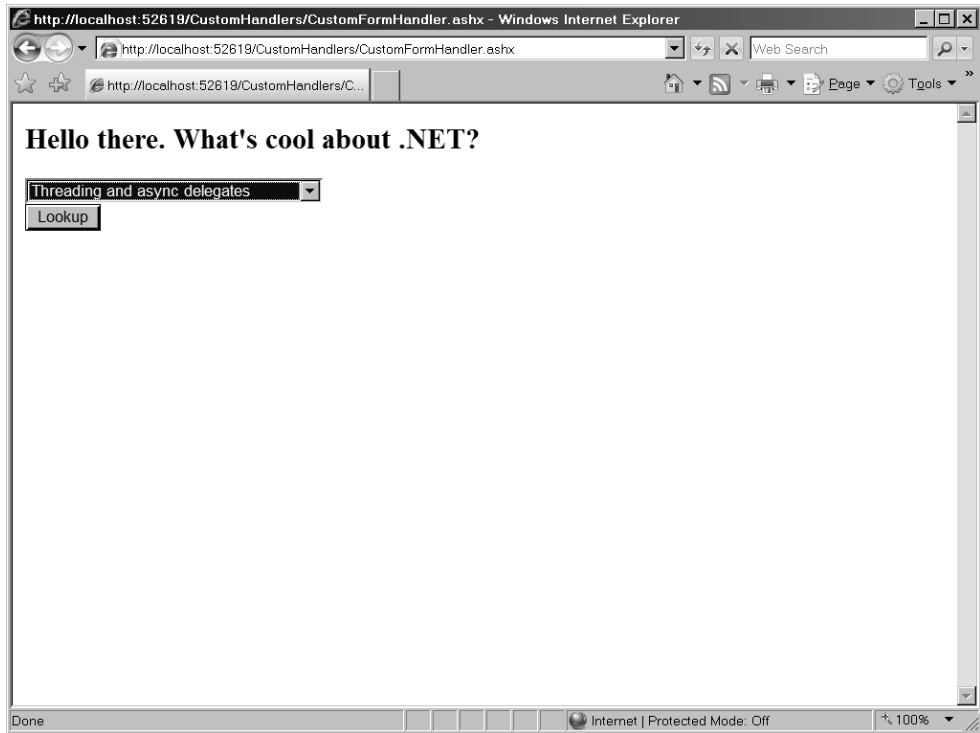 http://localhost:52619/CustomHandlers/CustomFormHandler.ashx - Windows Internet Explorer
http://localhost:52619/CustomHandlers/CustomFormHandler.ashx
Web Search
http://localhost:52619/CustomHandlers/C...
Page
Tools
»
Hello there. What's cool about .NET?
Threading and async delegates
Lookup
Done
Internet | Protected Mode: Off
100%